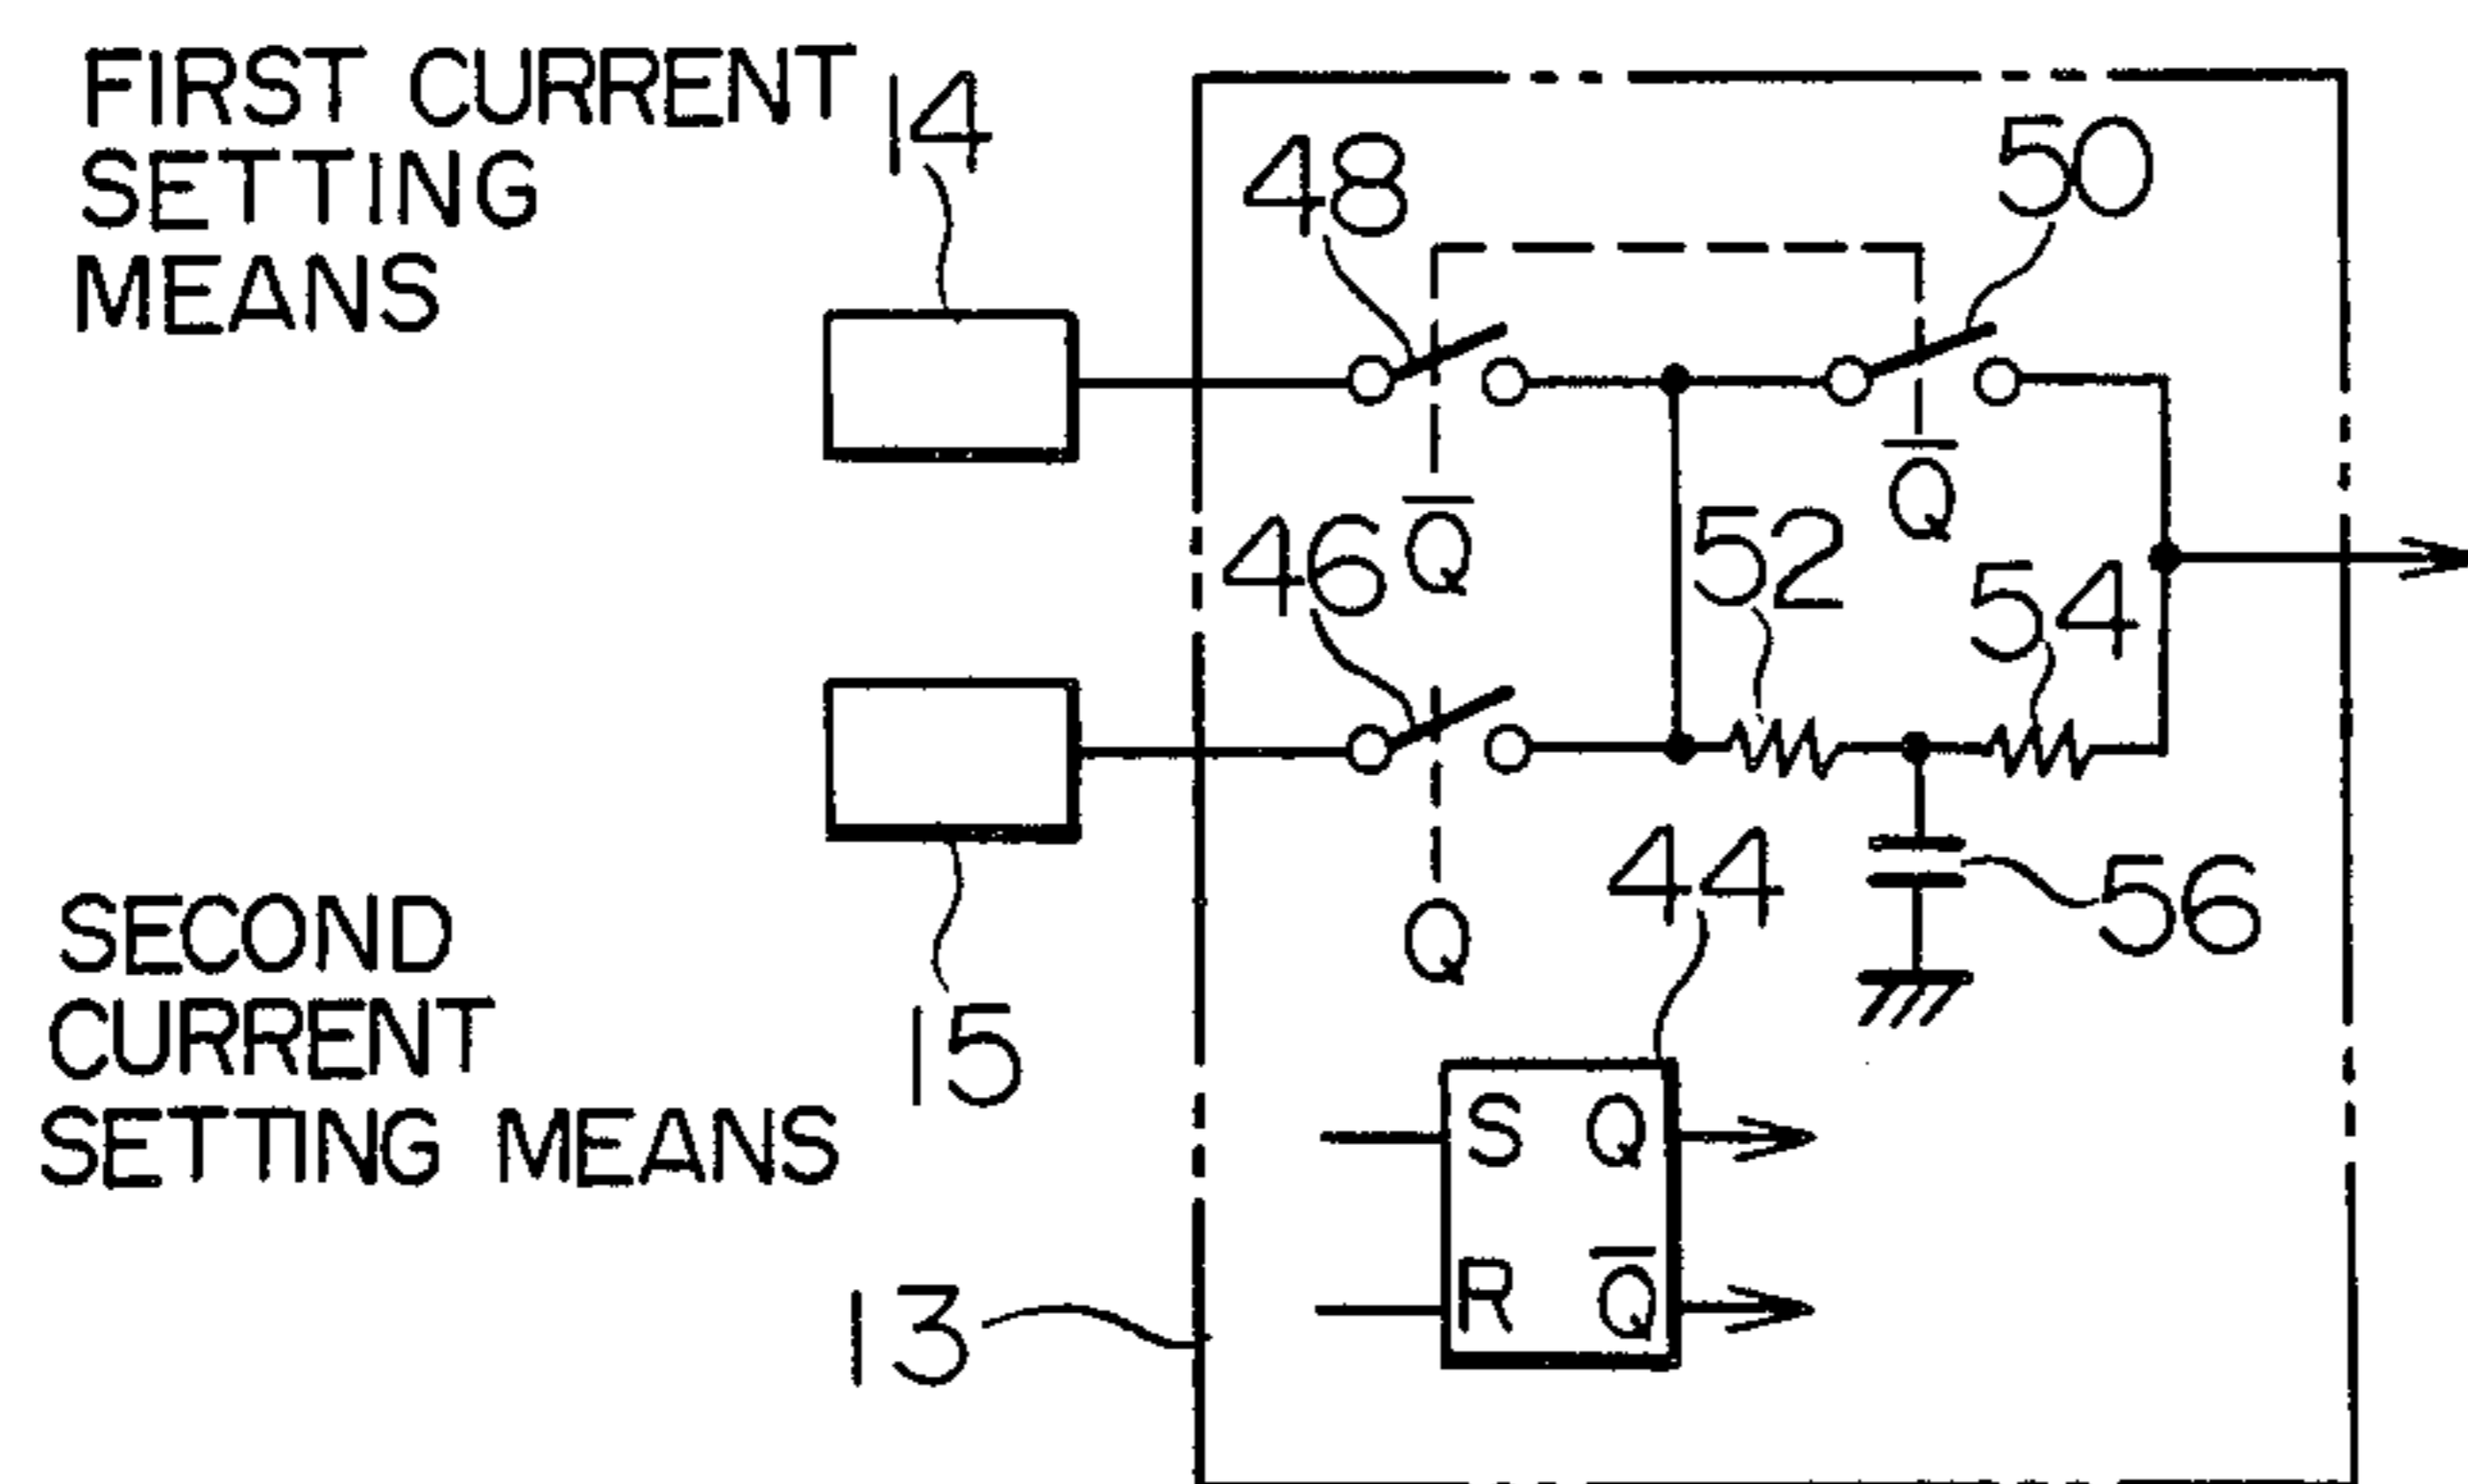 FIRST CURRENT
SETTING
MEANS
14
48
50
Q̅
Q̅
46
52
54
Q
44
56
15
SECOND
CURRENT
SETTING MEANS
S Q
R Q̅
13